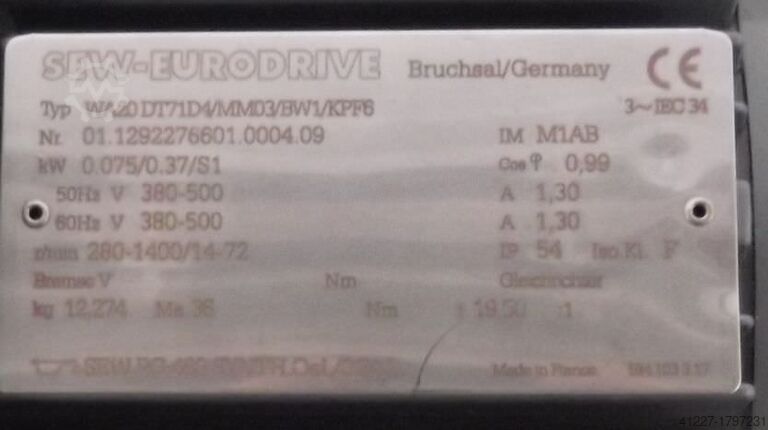 SEW-EURODRIVE Bruchsal/Germany CE
Typ WA20 DT71D4/MM03/BW1/KPF6 3~IEC 34
Nr. 01.1292276601.0004.09 IM M1AB
kW 0.075/0.37/S1 Cos φ 0,99
50Hz V 380-500 A 1,30
60Hz V 380-500 A 1,30
r/min 280-1400/14-72 IP 54 Iso.Kl. F
Bremse V Nm Gleichrichter
kg 12,274 Ma 36 Nm i 19,50 :1
Made in France
41227-1797231